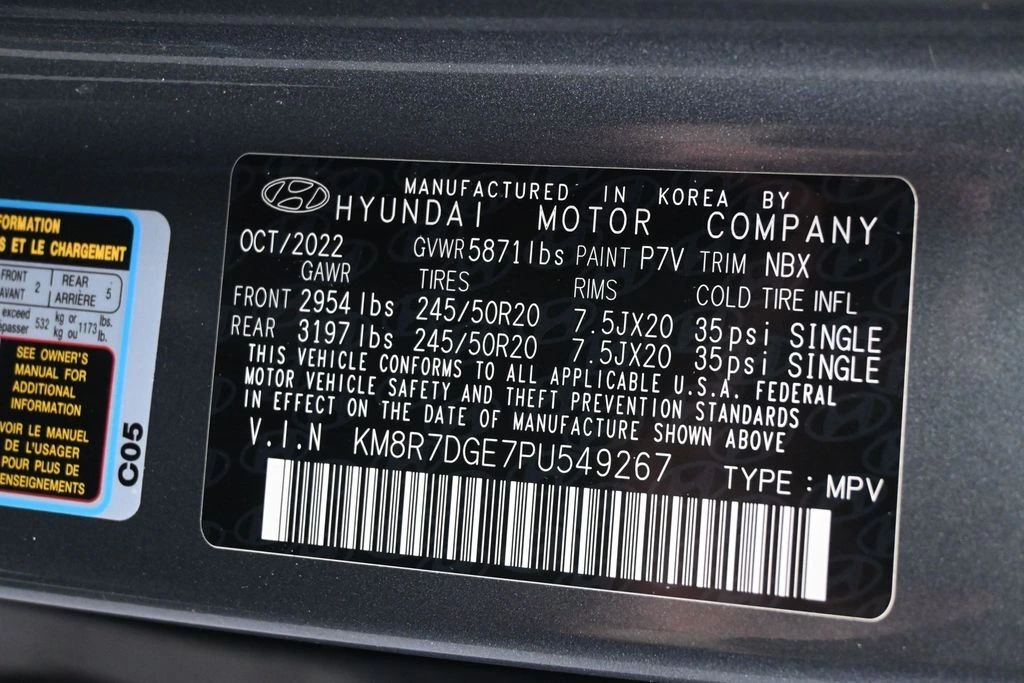 FORMATION
S ET LE CHARGEMENT
FRONT 2 REAR 5
AVANT ARRIÈRE
exceed 532 kg or 1173 lbs.
épasser kg ou lb.
SEE OWNER'S
MANUAL FOR
ADDITIONAL
INFORMATION
VOIR LE MANUEL
DE L'USAGER
POUR PLUS DE
ENSEIGNEMENTS
C05
MANUFACTURED IN KOREA BY
HYUNDAI MOTOR COMPANY
OCT/2022 GVWR 5871lbs PAINT P7V TRIM NBX
GAWR TIRES RIMS COLD TIRE INFL
FRONT 2954 lbs 245/50R20 7.5JX20 35psi SINGLE
REAR 3197 lbs 245/50R20 7.5JX20 35psi SINGLE
THIS VEHICLE CONFORMS TO ALL APPLICABLE U.S.A. FEDERAL
MOTOR VEHICLE SAFETY AND THEFT PREVENTION STANDARDS
IN EFFECT ON THE DATE OF MANUFACTURE SHOWN ABOVE
V.I.N KM8R7DGE7PU549267 TYPE : MPV